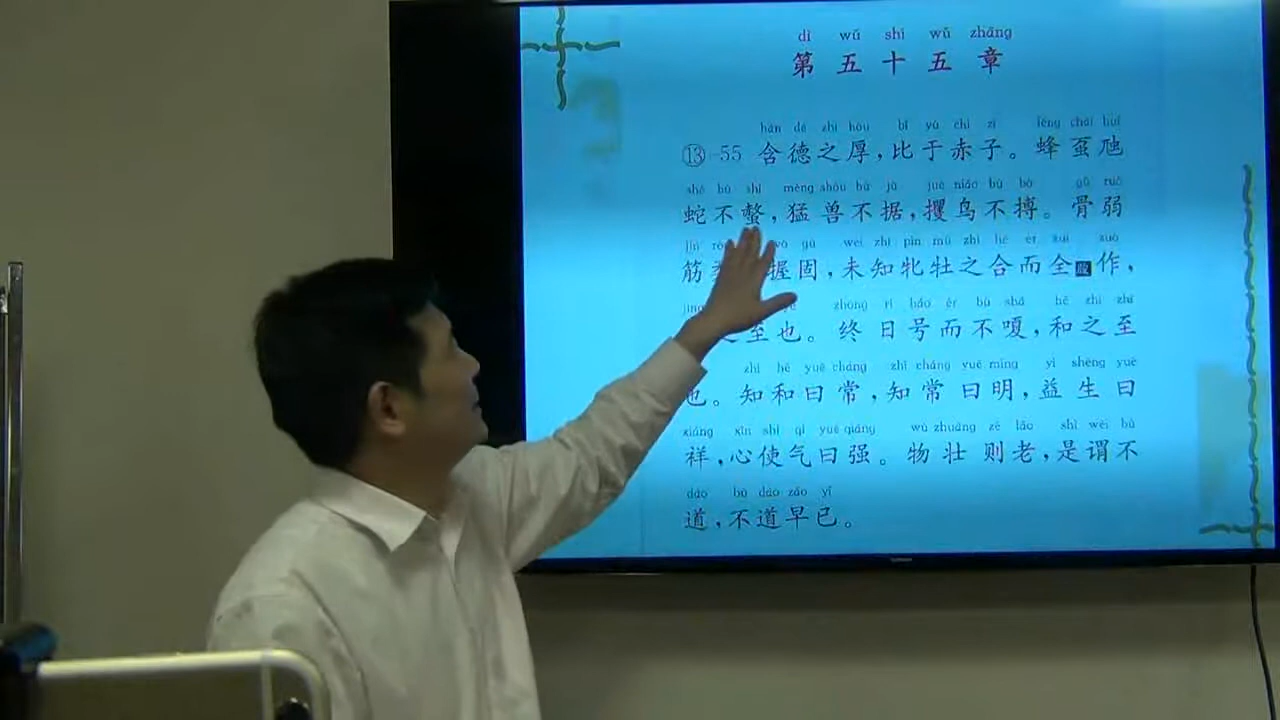 dì wǔ shí wǔ zhāng
第五十五章
hán dé zhī hòu bǐ yú chì zǐ fēng chài huǐ
⑬-55 含德之厚，比于赤子。蜂虿虺
shé bù shì měng shòu bù jù jué niǎo bù bó gǔ ruò
蛇不螫，猛兽不据，攫鸟不搏。骨弱
jīn wò gù wèi zhī pìn mǔ zhī hé ér zuī zuò
筋 握固，未知牝牡之合而全朘作，
jīng zhōng rì háo ér bù shà hé zhī zhì
之至也。终日号而不嗄，和之至
zhī hé yuē cháng zhī cháng yuē míng yì shēng yuē
也。知和曰常，知常曰明，益生曰
xiáng xīn shǐ qì yuē qiáng wù zhuàng zé lǎo shì wèi bù
祥，心使气曰强。物壮则老，是谓不
dào bù dào zǎo yǐ
道，不道早已。